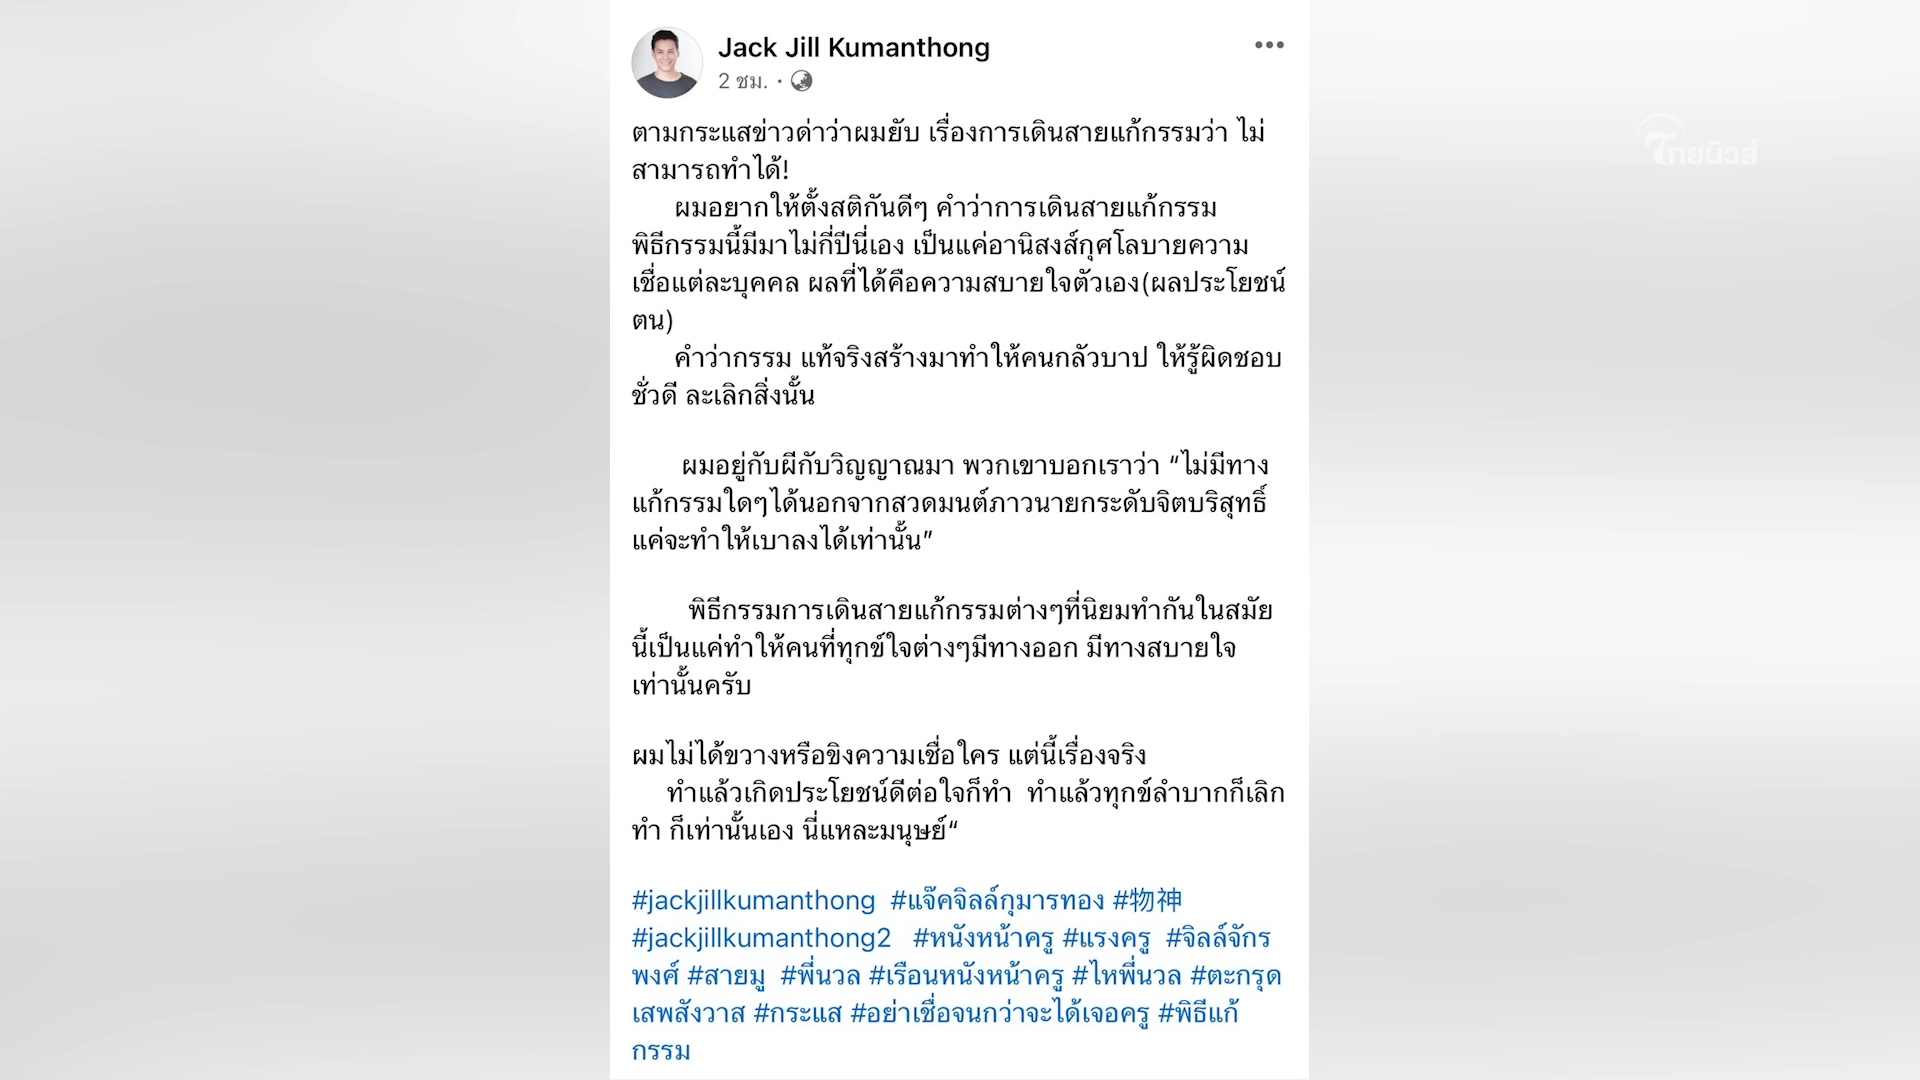 Jack Jill Kumanthong
2 ชม. ·
ไทยนิวส์
ตามกระแสข่าวด่าว่าผมยับ เรื่องการเดินสายแก้กรรมว่า ไม่
สามารถทำได้!
ผมอยากให้ตั้งสติกันดีๆ คำว่าการเดินสายแก้กรรม
พิธีกรรมนี้มีมาไม่กี่ปีนี่เอง เป็นแค่อานิสงส์กุศโลบายความ
เชื่อแต่ละบุคคล ผลที่ได้คือความสบายใจตัวเอง(ผลประโยชน์
ตน)
คำว่ากรรม แท้จริงสร้างมาทำให้คนกลัวบาป ให้รู้ผิดชอบ
ชั่วดี ละเลิกสิ่งนั้น
ผมอยู่กับผีกับวิญญาณมา พวกเขาบอกเราว่า “ไม่มีทาง
แก้กรรมใดๆได้นอกจากสวดมนต์ภาวนายกระดับจิตบริสุทธิ์
แค่จะทำให้เบาลงได้เท่านั้น”
พิธีกรรมการเดินสายแก้กรรมต่างๆที่นิยมทำกันในสมัย
นี้เป็นแค่ทำให้คนที่ทุกข์ใจต่างๆมีทางออก มีทางสบายใจ
เท่านั้นครับ
ผมไม่ได้ขวางหรือขิงความเชื่อใคร แต่นี้เรื่องจริง
ทำแล้วเกิดประโยชน์ดีต่อใจก็ทำ ทำแล้วทุกข์ลำบากก็เลิก
ทำ ก็เท่านั้นเอง นี่แหละมนุษย์“
#jackjillkumanthong #แจ๊คจิลล์กุมารทอง #物神
#jackjillkumanthong2 #หนังหน้าครู #แรงครู #จิลล์จักร
พงศ์ #สายมู #พี่นวล #เรือนหนังหน้าครู #ไหพี่นวล #ตะกรุด
เสพสังวาส #กระแส #อย่าเชื่อจนกว่าจะได้เจอครู #พิธีแก้
กรรม